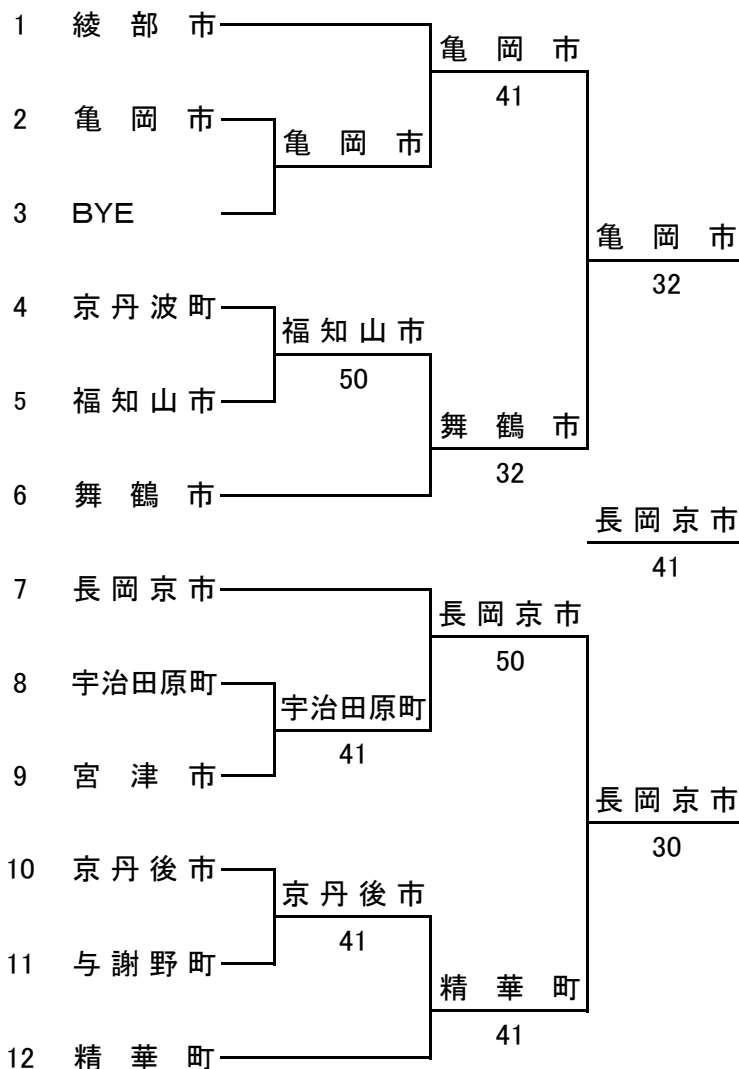 1 綾部市
亀岡市
41
2 亀岡市
亀岡市
3 BYE
亀岡市
32
4 京丹波町
福知山市
50
5 福知山市
舞鶴市
32
6 舞鶴市
長岡京市
41
7 長岡京市
長岡京市
50
8 宇治田原町
宇治田原町
41
9 宮津市
長岡京市
30
10 京丹後市
京丹後市
41
11 与謝野町
精華町
41
12 精華町